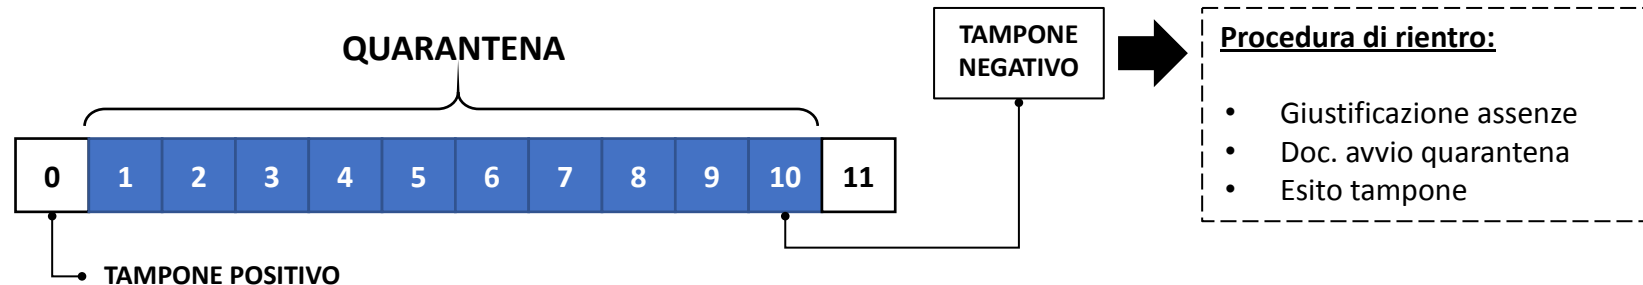 QUARANTENA
0 1 2 3 4 5 6 7 8 9 10 11
TAMPONE POSITIVO
TAMPONE
NEGATIVO
Procedura di rientro:
• Giustificazione assenze
• Doc. avvio quarantena
• Esito tampone